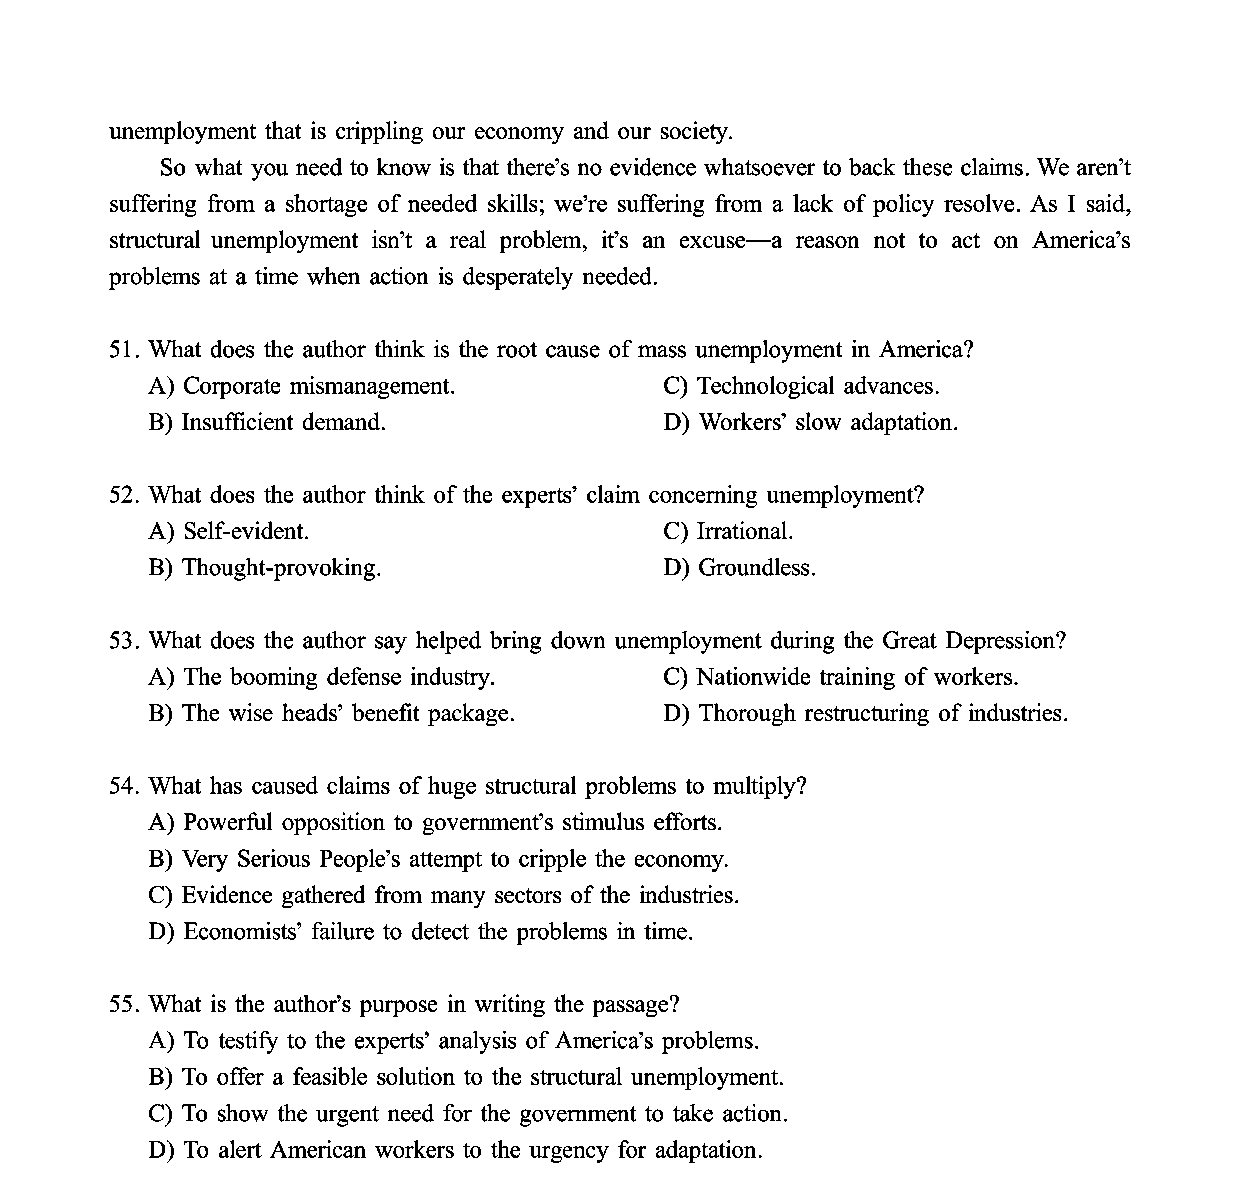 unemployment that is crippling our economy and our society.
So what you need to know is that there's no evidence whatsoever to back these claims. We aren't
suffering from a shortage of needed skills; we're suffering from a lack of policy resolve. As I said,
structural unemployment isn't a real problem, it's an excuse—a reason not to act on America's
problems at a time when action is desperately needed.
51. What does the author think is the root cause of mass unemployment in America?
A) Corporate mismanagement. C) Technological advances.
B) Insufficient demand. D) Workers' slow adaptation.
52. What does the author think of the experts' claim concerning unemployment?
A) Self-evident. C) Irrational.
B) Thought-provoking. D) Groundless.
53. What does the author say helped bring down unemployment during the Great Depression?
A) The booming defense industry. C) Nationwide training of workers.
B) The wise heads' benefit package. D) Thorough restructuring of industries.
54. What has caused claims of huge structural problems to multiply?
A) Powerful opposition to government's stimulus efforts.
B) Very Serious People's attempt to cripple the economy.
C) Evidence gathered from many sectors of the industries.
D) Economists' failure to detect the problems in time.
55. What is the author's purpose in writing the passage?
A) To testify to the experts' analysis of America's problems.
B) To offer a feasible solution to the structural unemployment.
C) To show the urgent need for the government to take action.
D) To alert American workers to the urgency for adaptation.